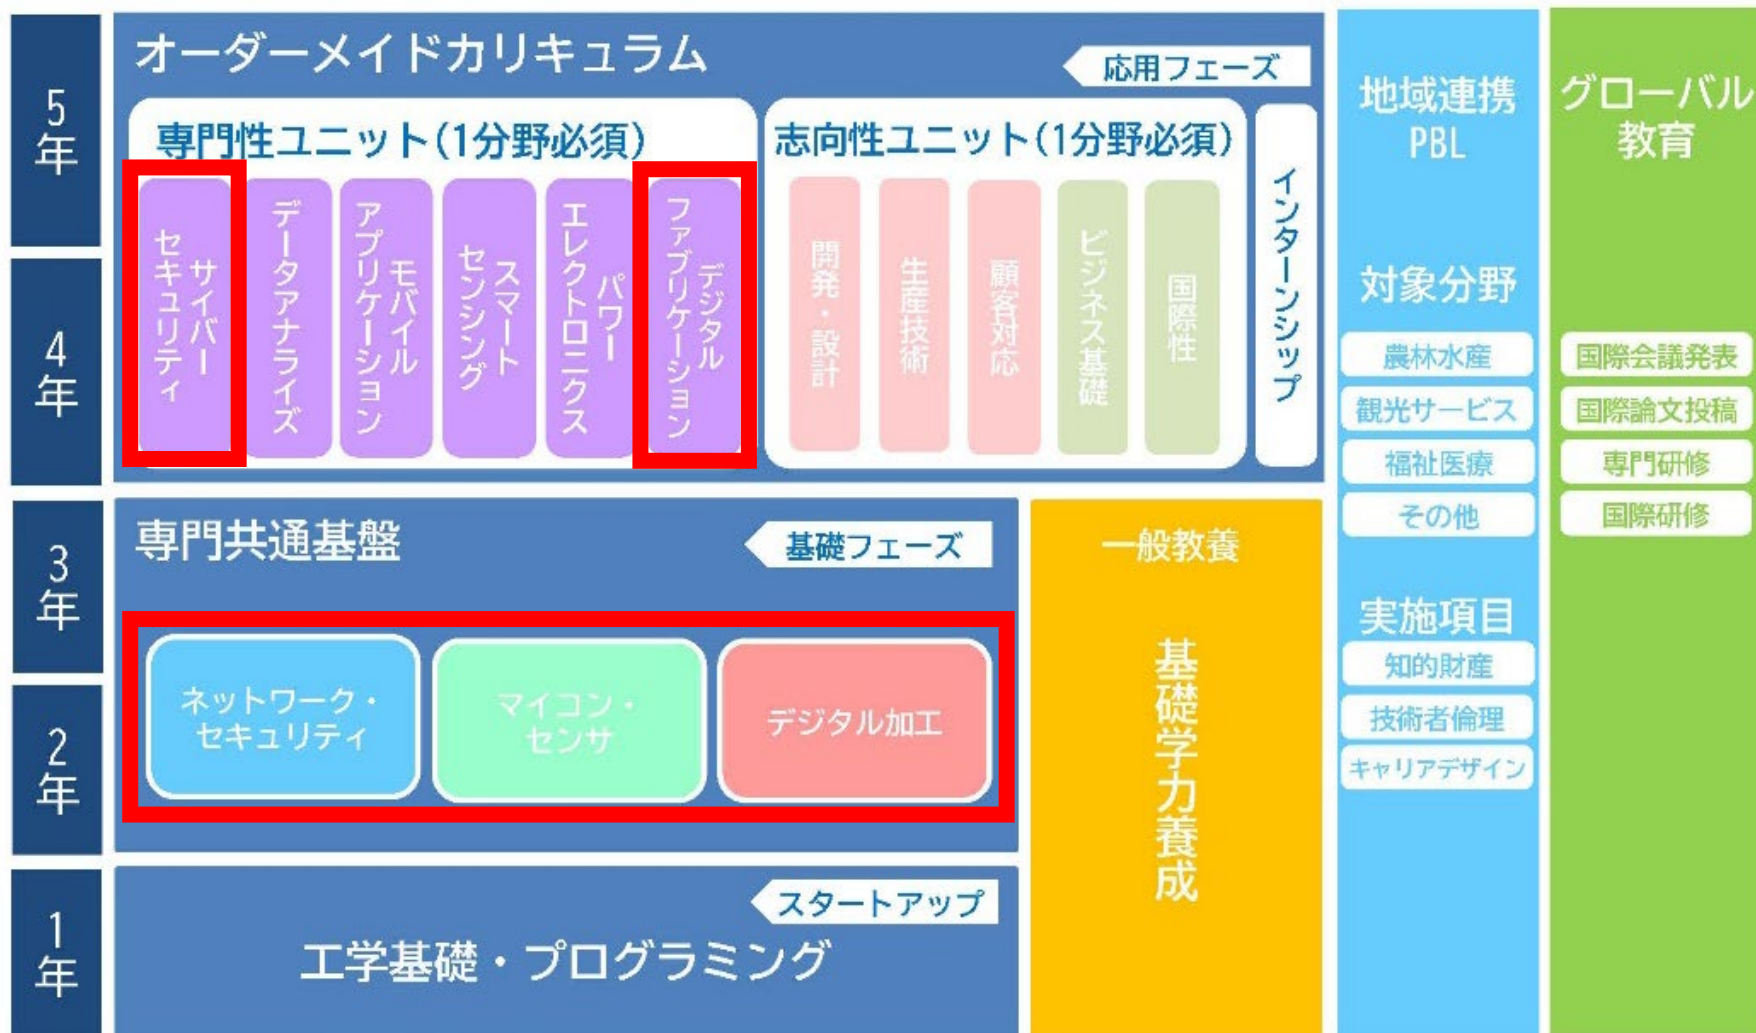 5
年
4
年
3
年
2
年
1
年
オーダーメイドカリキュラム
応用フェーズ
専門性ユニット(1分野必須)
サイバー
セキュリティ
データアナライズ
モバイル
アプリケーション
スマート
センシング
パワー
エレクトロニクス
デジタル
ファブリケーション
志向性ユニット(1分野必須)
開発・設計
生産技術
顧客対応
ビジネス基礎
国際性
インターンシップ
専門共通基盤
基礎フェーズ
ネットワーク・
セキュリティ
マイコン・
センサ
デジタル加工
スタートアップ
工学基礎・プログラミング
一般教養
基礎学力養成
地域連携
PBL
対象分野
農林水産
観光サービス
福祉医療
その他
実施項目
知的財産
技術者倫理
キャリアデザイン
グローバル
教育
国際会議発表
国際論文投稿
専門研修
国際研修